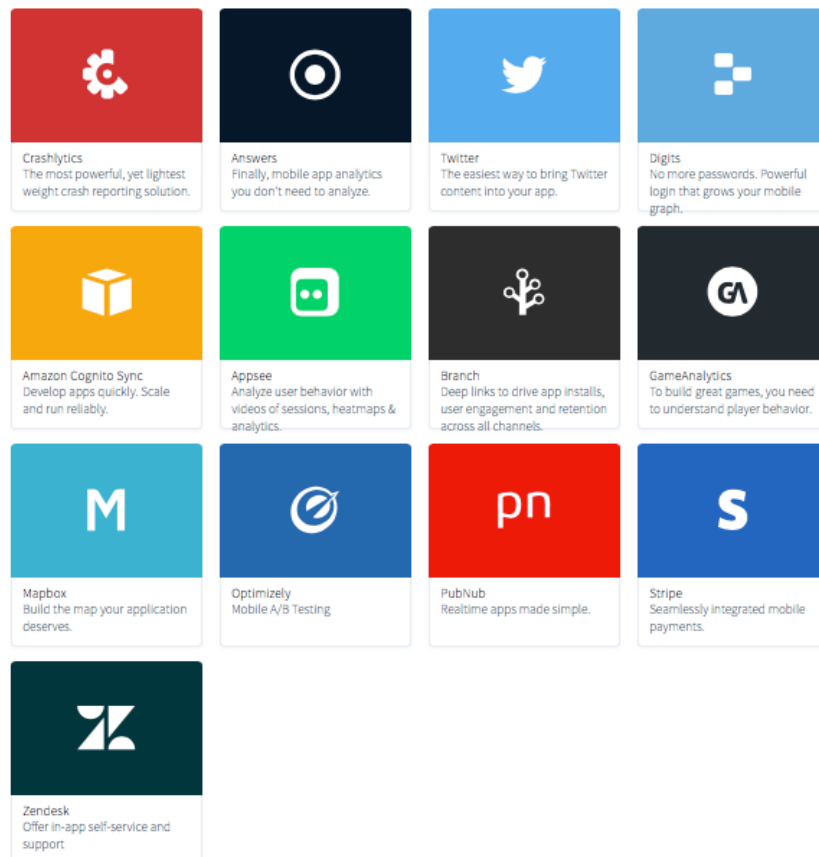 Crashlytics
The most powerful, yet lightest
weight crash reporting solution.
Answers
Finally, mobile app analytics
you don't need to analyze.
Twitter
The easiest way to bring Twitter
content into your app.
Digits
No more passwords. Powerful
login that grows your mobile
graph.
GA
Amazon Cognito Sync
Develop apps quickly. Scale
and run reliably.
Appsee
Analyze user behavior with
videos of sessions, heatmaps &
analytics.
Branch
Deep links to drive app installs,
user engagement and retention
across all channels.
GameAnalytics
To build great games, you need
to understand player behavior.
M
pn
S
Mapbox
Build the map your application
deserves.
Optimizely
Mobile A/B Testing
PubNub
Realtime apps made simple.
Stripe
Seamlessly integrated mobile
payments.
Zendesk
Offer in-app self-service and
support